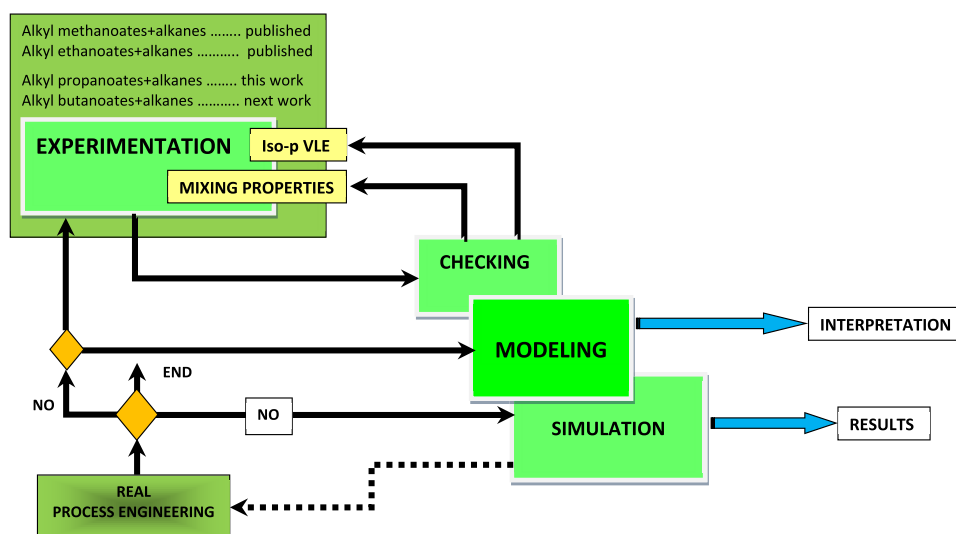 Alkyl methanoates+alkanes …….. published
Alkyl ethanoates+alkanes ……….. published
Alkyl propanoates+alkanes …….. this work
Alkyl butanoates+alkanes ……….. next work
EXPERIMENTATION
Iso-p VLE
MIXING PROPERTIES
CHECKING
MODELING
INTERPRETATION
END
NO
NO
SIMULATION
RESULTS
REAL
PROCESS ENGINEERING